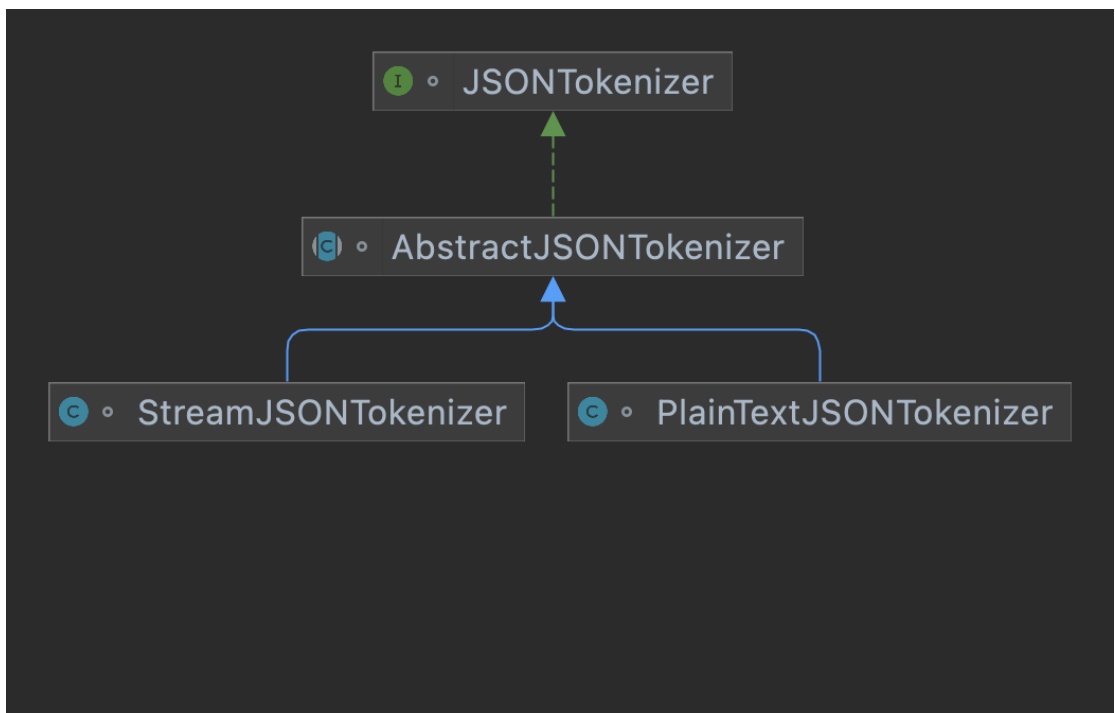 I JSONTokenizer
C AbstractJSONTokenizer
C StreamJSONTokenizer C PlainTextJSONTokenizer